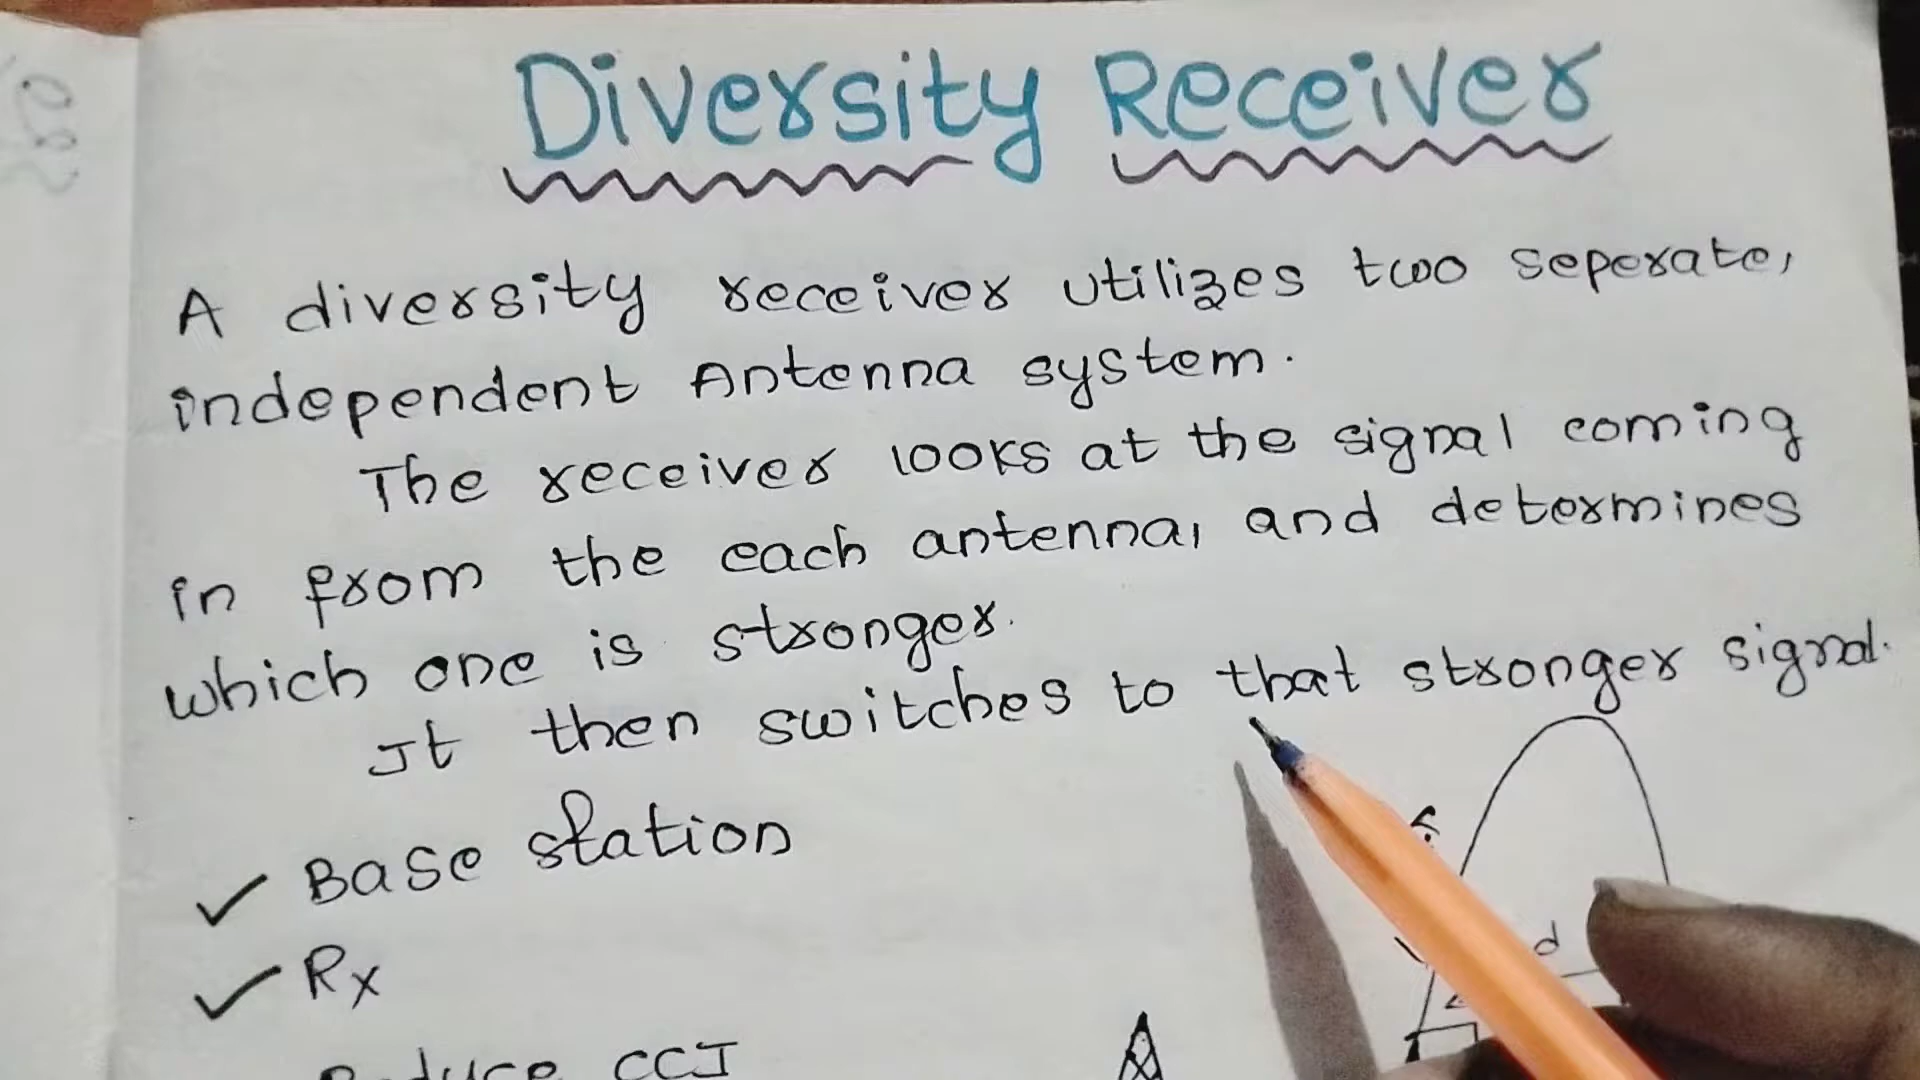 Diversity Receiver
A diversity receiver utilizes two seperate,
independent Antenna system.
The receiver looks at the signal coming
in from the each antenna, and determines
which one is stronger.
It then switches to that stronger signal.
✓ Base station
✓ Rx
Reduce CCI
d